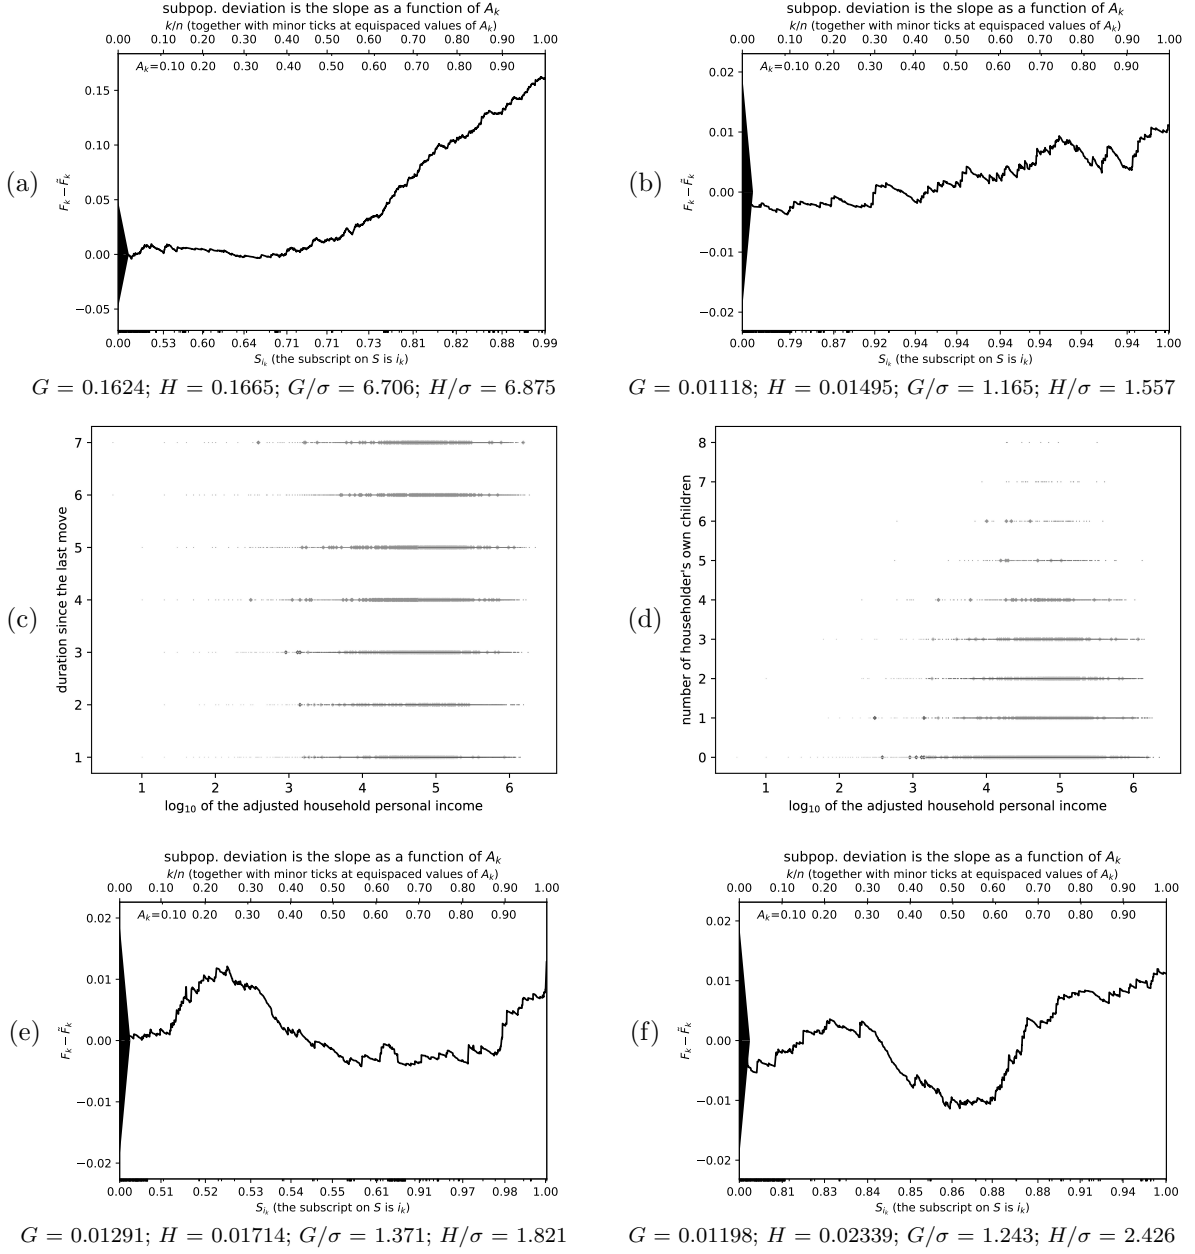 subpop. deviation is the slope as a function of A_k
k/n (together with minor ticks at equispaced values of A_k)
0.00 0.10 0.20 0.30 0.40 0.50 0.60 0.70 0.80 0.90 1.00
A_k=0.10 0.20 0.30 0.40 0.50 0.60 0.70 0.80 0.90
0.15
0.10
0.05
0.00
−0.05
(a)
F_k − F̃_k
0.00 0.53 0.60 0.64 0.71 0.71 0.73 0.81 0.82 0.88 0.99
S_{i_k} (the subscript on S is i_k)
G = 0.1624; H = 0.1665; G/σ = 6.706; H/σ = 6.875
subpop. deviation is the slope as a function of A_k
k/n (together with minor ticks at equispaced values of A_k)
0.00 0.10 0.20 0.30 0.40 0.50 0.60 0.70 0.80 0.90 1.00
A_k=0.10 0.20 0.30 0.40 0.50 0.60 0.70 0.80 0.90
0.02
0.01
0.00
−0.01
−0.02
(b)
F_k − F̃_k
0.00 0.79 0.87 0.92 0.92 0.94 0.94 0.94 0.94 0.94 1.00
S_{i_k} (the subscript on S is i_k)
G = 0.01118; H = 0.01495; G/σ = 1.165; H/σ = 1.557
7
6
5
4
3
2
1
(c)
duration since the last move
1 2 3 4 5 6
log₁₀ of the adjusted household personal income
8
7
6
5
4
3
2
1
0
(d)
number of householder's own children
1 2 3 4 5 6
log₁₀ of the adjusted household personal income
subpop. deviation is the slope as a function of A_k
k/n (together with minor ticks at equispaced values of A_k)
0.00 0.10 0.20 0.30 0.40 0.50 0.60 0.70 0.80 0.90 1.00
A_k=0.10 0.20 0.30 0.40 0.50 0.60 0.70 0.80 0.90
0.02
0.01
0.00
−0.01
−0.02
(e)
F_k − F̃_k
0.00 0.51 0.52 0.53 0.54 0.55 0.61 0.91 0.97 0.98 1.00
S_{i_k} (the subscript on S is i_k)
G = 0.01291; H = 0.01714; G/σ = 1.371; H/σ = 1.821
subpop. deviation is the slope as a function of A_k
k/n (together with minor ticks at equispaced values of A_k)
0.00 0.10 0.20 0.30 0.40 0.50 0.60 0.70 0.80 0.90 1.00
A_k=0.10 0.20 0.30 0.40 0.50 0.60 0.70 0.80 0.90
0.02
0.01
0.00
−0.01
−0.02
(f)
F_k − F̃_k
0.00 0.81 0.83 0.84 0.85 0.86 0.88 0.88 0.91 0.94 1.00
S_{i_k} (the subscript on S is i_k)
G = 0.01198; H = 0.02339; G/σ = 1.243; H/σ = 2.426